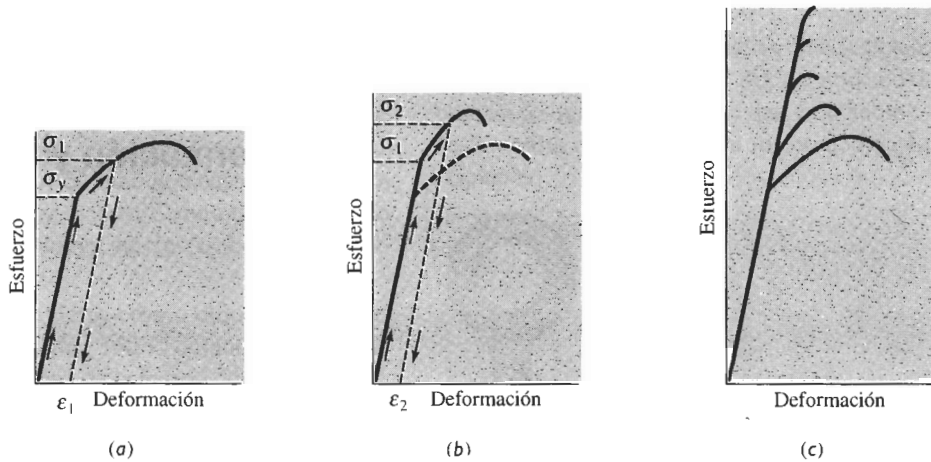 σ1
σy
Esfuerzo
ε1 Deformación
(a)
σ2
σ1
Esfuerzo
ε2 Deformación
(b)
Esfuerzo
Deformación
(c)